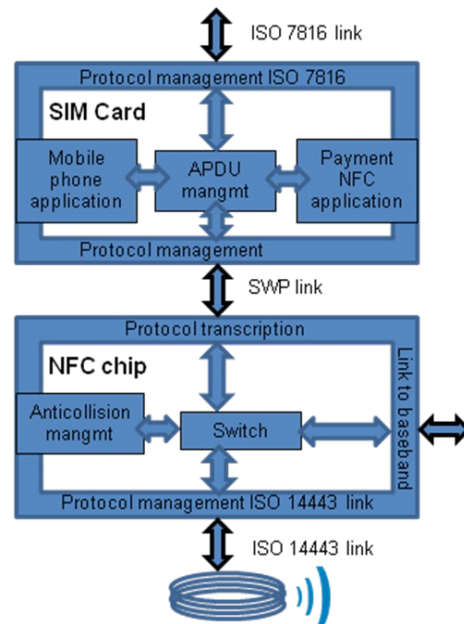 ISO 7816 link
Protocol management ISO 7816
SIM Card
Mobile
phone
application
APDU
mangmt
Payment
NFC
application
Protocol management
SWP link
Protocol transcription
NFC chip
Link to baseband
Anticollision
mangmt
Switch
Protocol management ISO 14443 link
ISO 14443 link